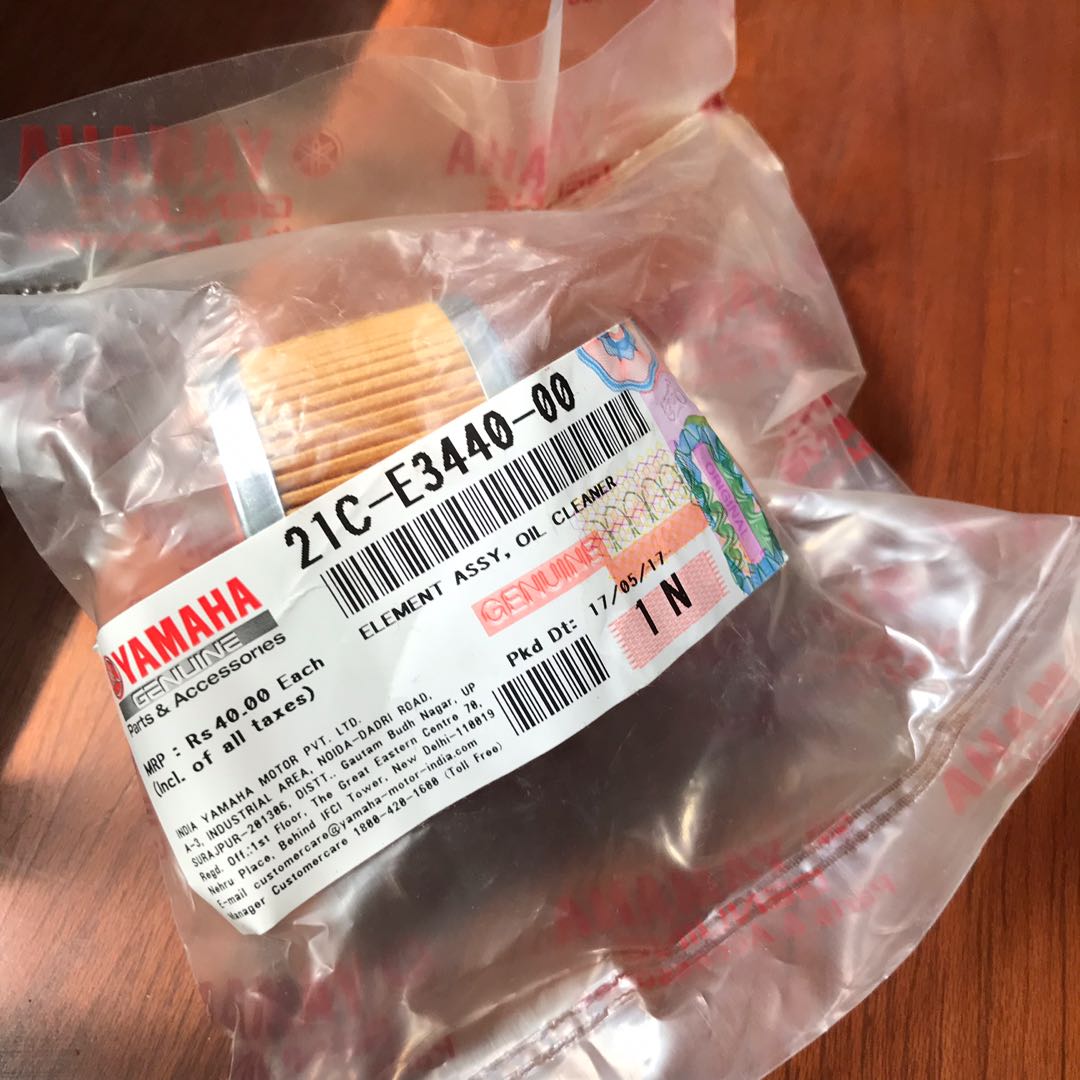 YAMAHA
GENUINE
21C-E3440-00
ELEMENT ASSY, OIL CLEANER
GENUINE
Pkd Dt: 17/05/17
1 N
YAMAHA
GENUINE
Parts & Accessories
MRP : Rs 40.00 Each
(Incl. of all taxes)
INDIA YAMAHA MOTOR PVT. LTD.
A-3, INDUSTRIAL AREA, NOIDA-DADRI ROAD,
SURAJPUR-201306, DISTT.. Gautam Budh Nagar, UP
Regd. Off.:1st Floor, The Great Eastern Centre 70,
Nehru Place, Behind IFCI Tower, New Delhi-110019
E-mail customercare@yamaha-motor-india.com
Manager Customercare 1800-420-1600 (Toll Free)
YAMAHA